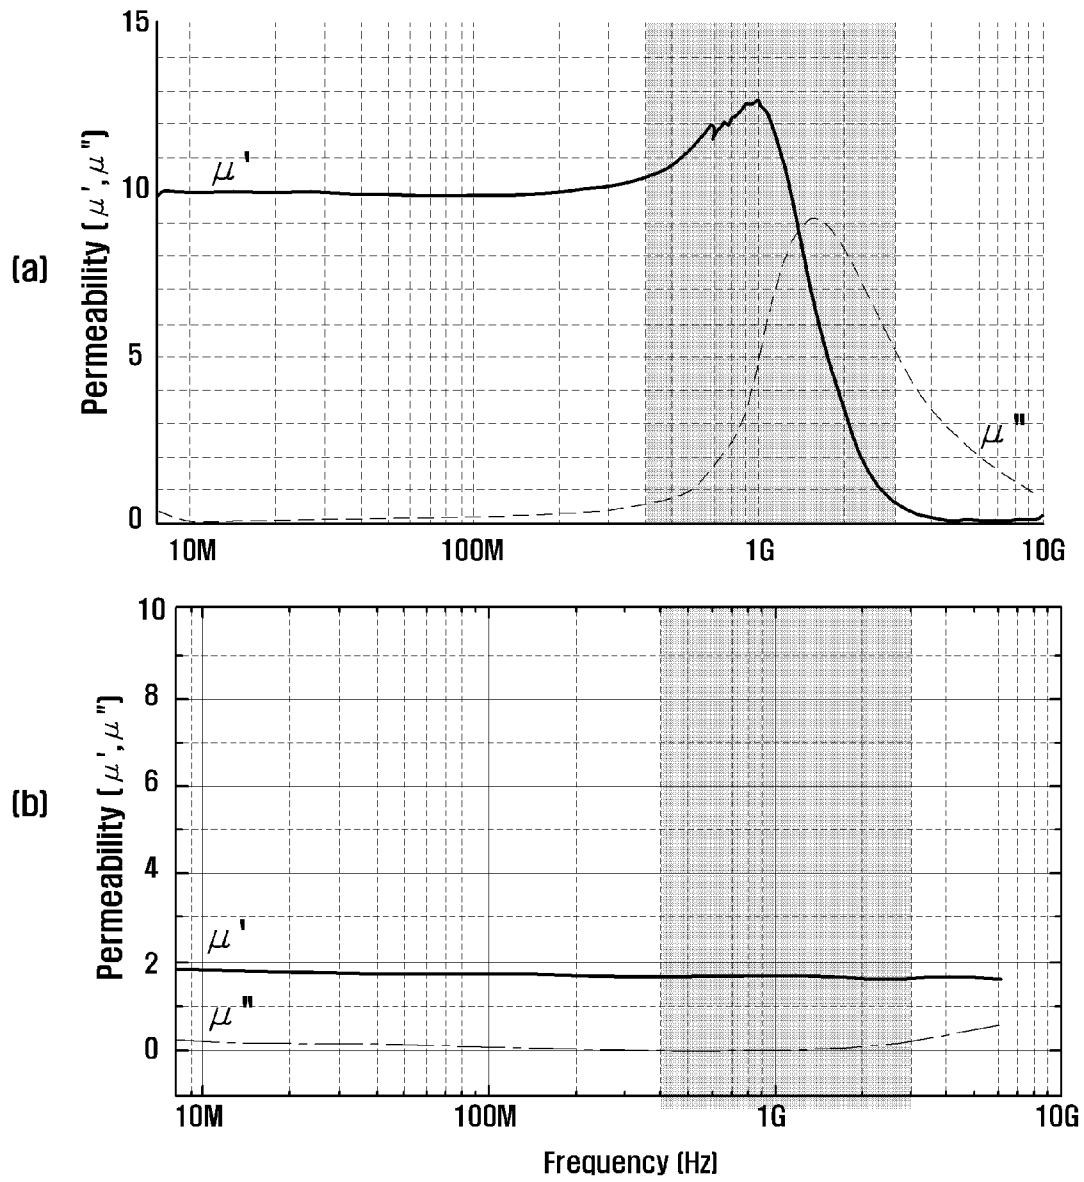 (a)
Permeability (μ', μ")
15
10
5
0
μ'
μ"
10M 100M 1G 10G
(b)
Permeability (μ', μ")
10
8
6
4
2
0
μ'
μ"
10M 100M 1G 10G
Frequency (Hz)